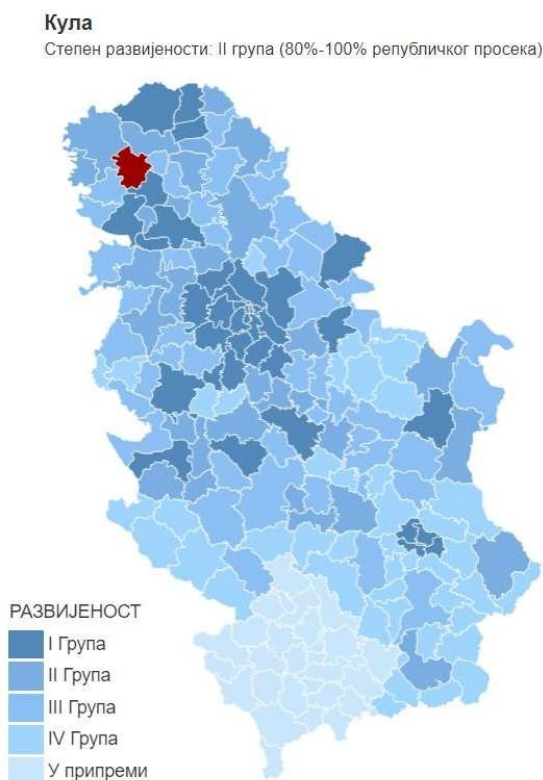 Кула
Степен развијености: II група (80%-100% републичког просека)
РАЗВИЈЕНОСТ
I Група
II Група
III Група
IV Група
У припреми